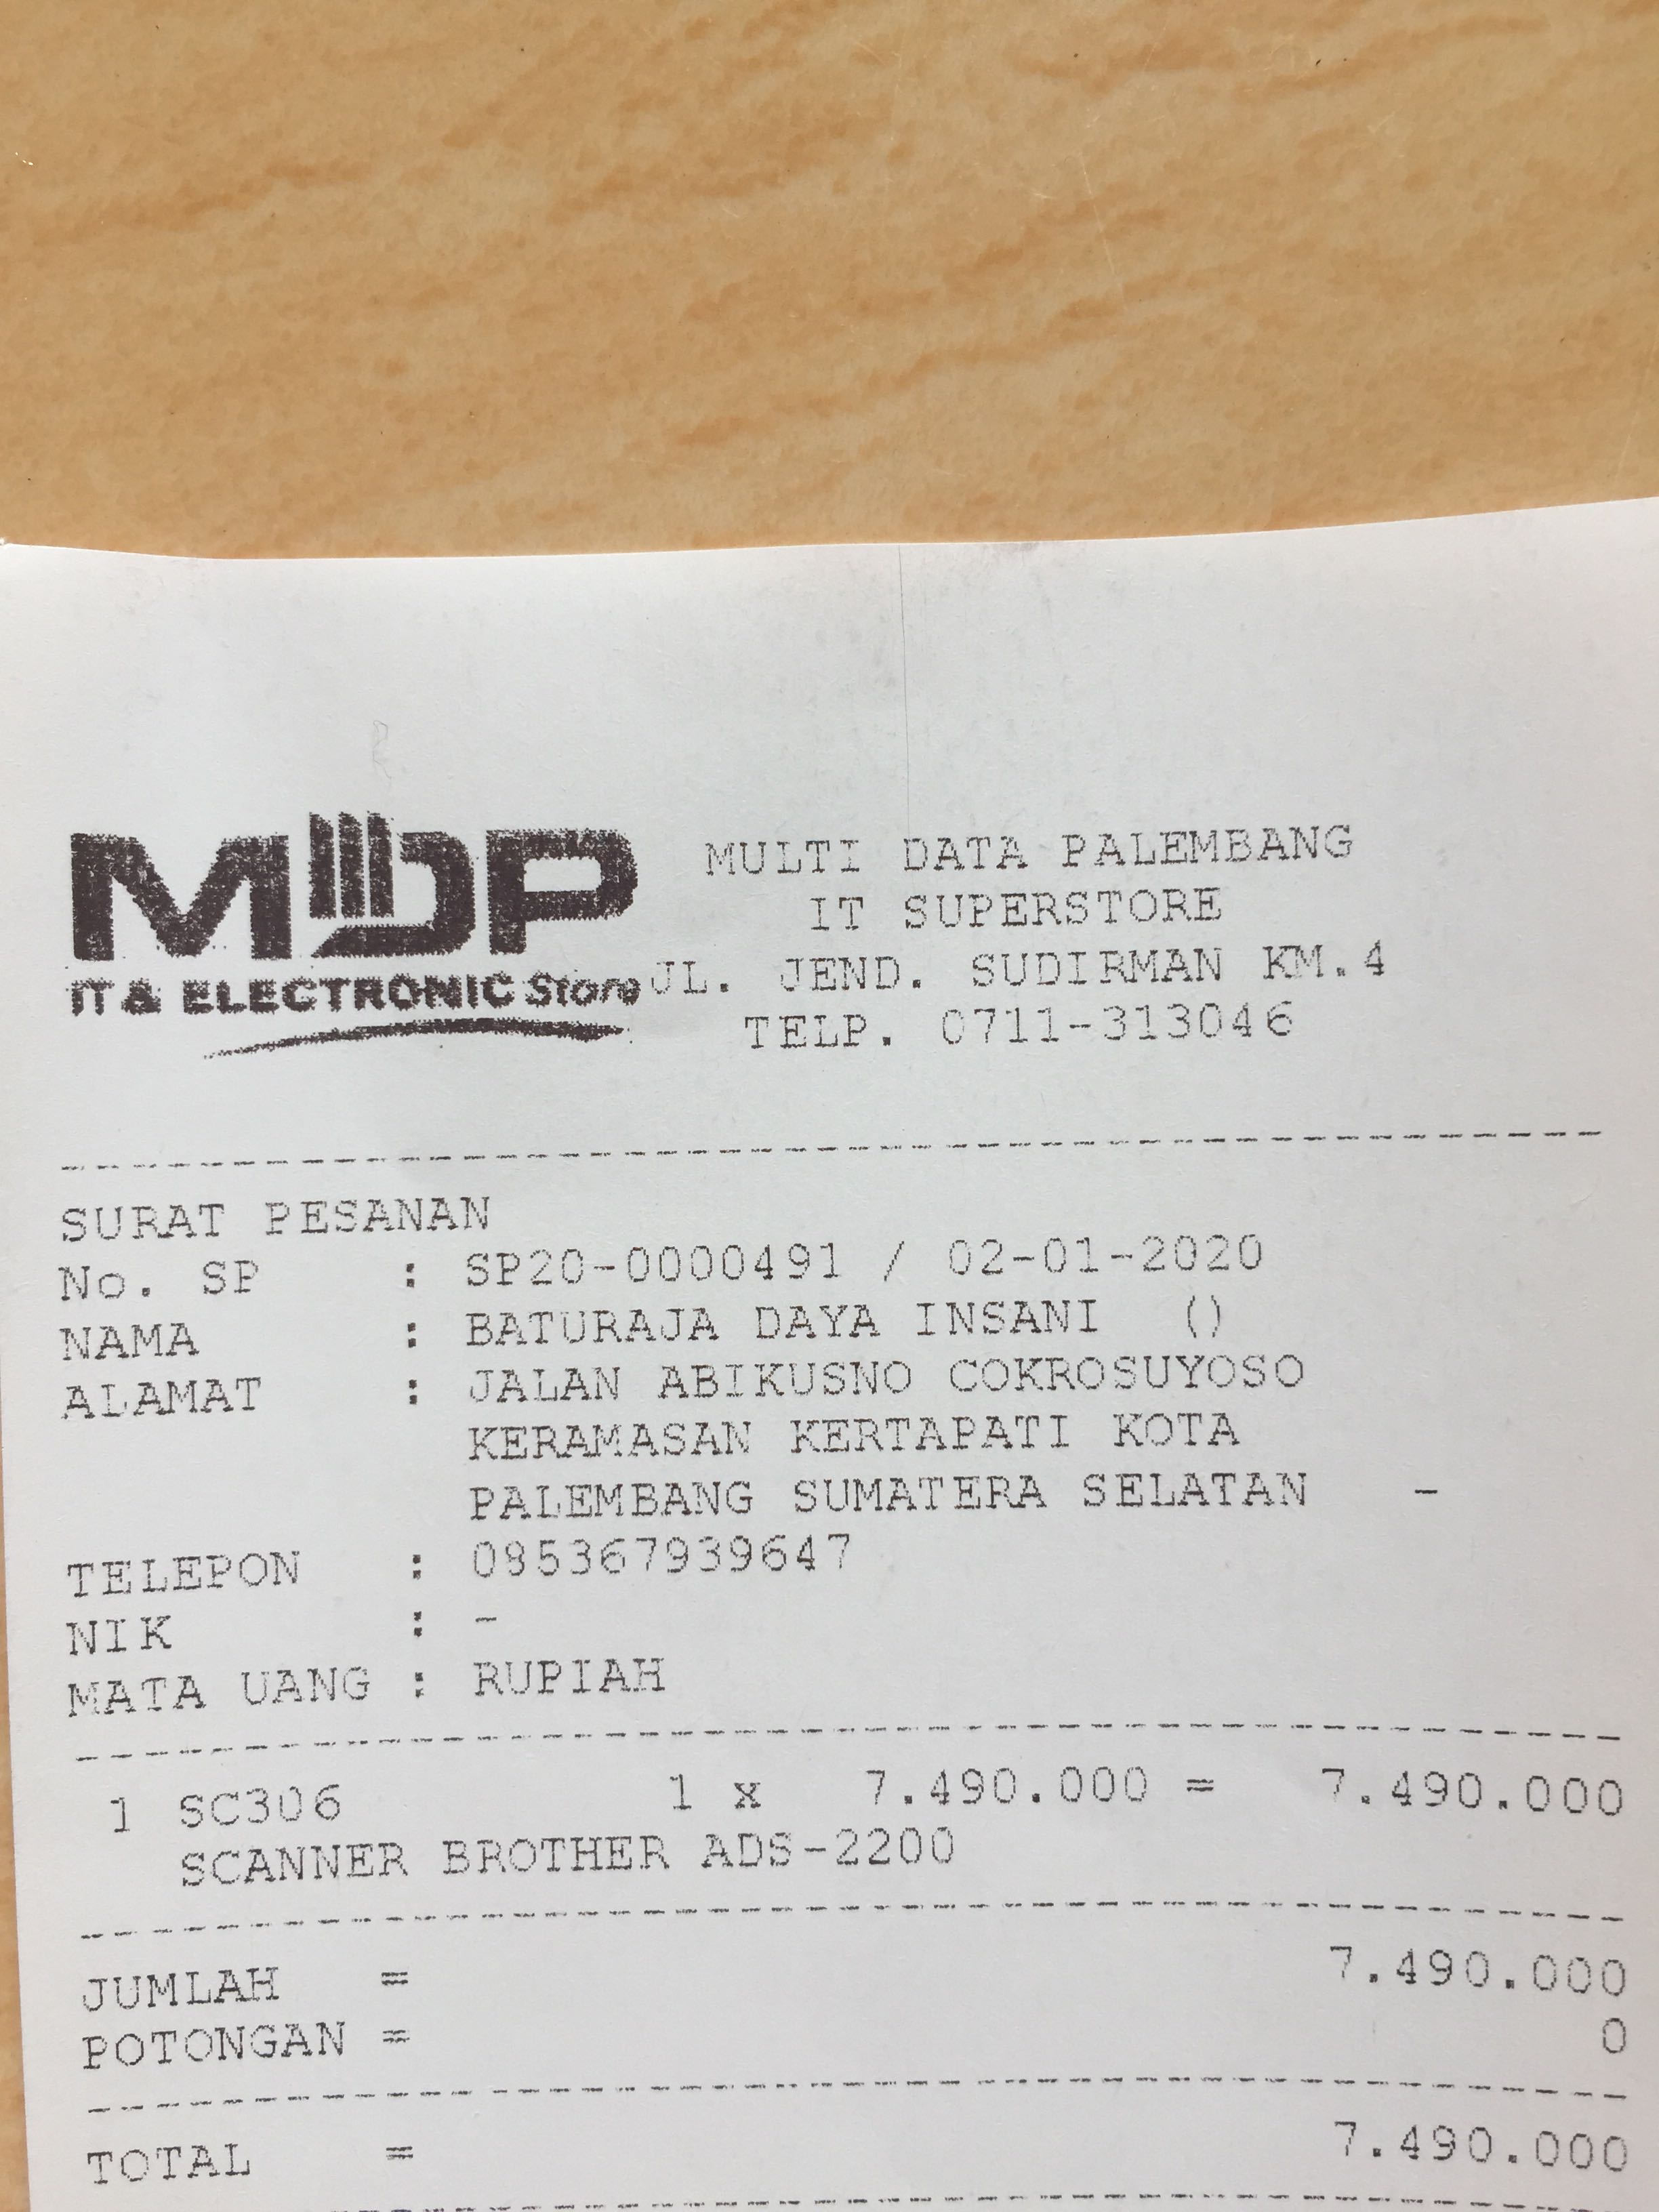 MDP
IT & ELECTRONIC Store
MULTI DATA PALEMBANG
IT SUPERSTORE
JL. JEND. SUDIRMAN KM.4
TELP. 0711-313046
SURAT PESANAN
No. SP : SP20-0000491 / 02-01-2020
NAMA : BATURAJA DAYA INSANI ()
ALAMAT : JALAN ABIKUSNO COKROSUYOSO
KERAMASAN KERTAPATI KOTA
PALEMBANG SUMATERA SELATAN -
TELEPON : 085367939647
NIK : -
MATA UANG : RUPIAH
1 SC306 1 x 7.490.000 = 7.490.000
SCANNER BROTHER ADS-2200
JUMLAH = 7.490.000
POTONGAN = 0
TOTAL = 7.490.000